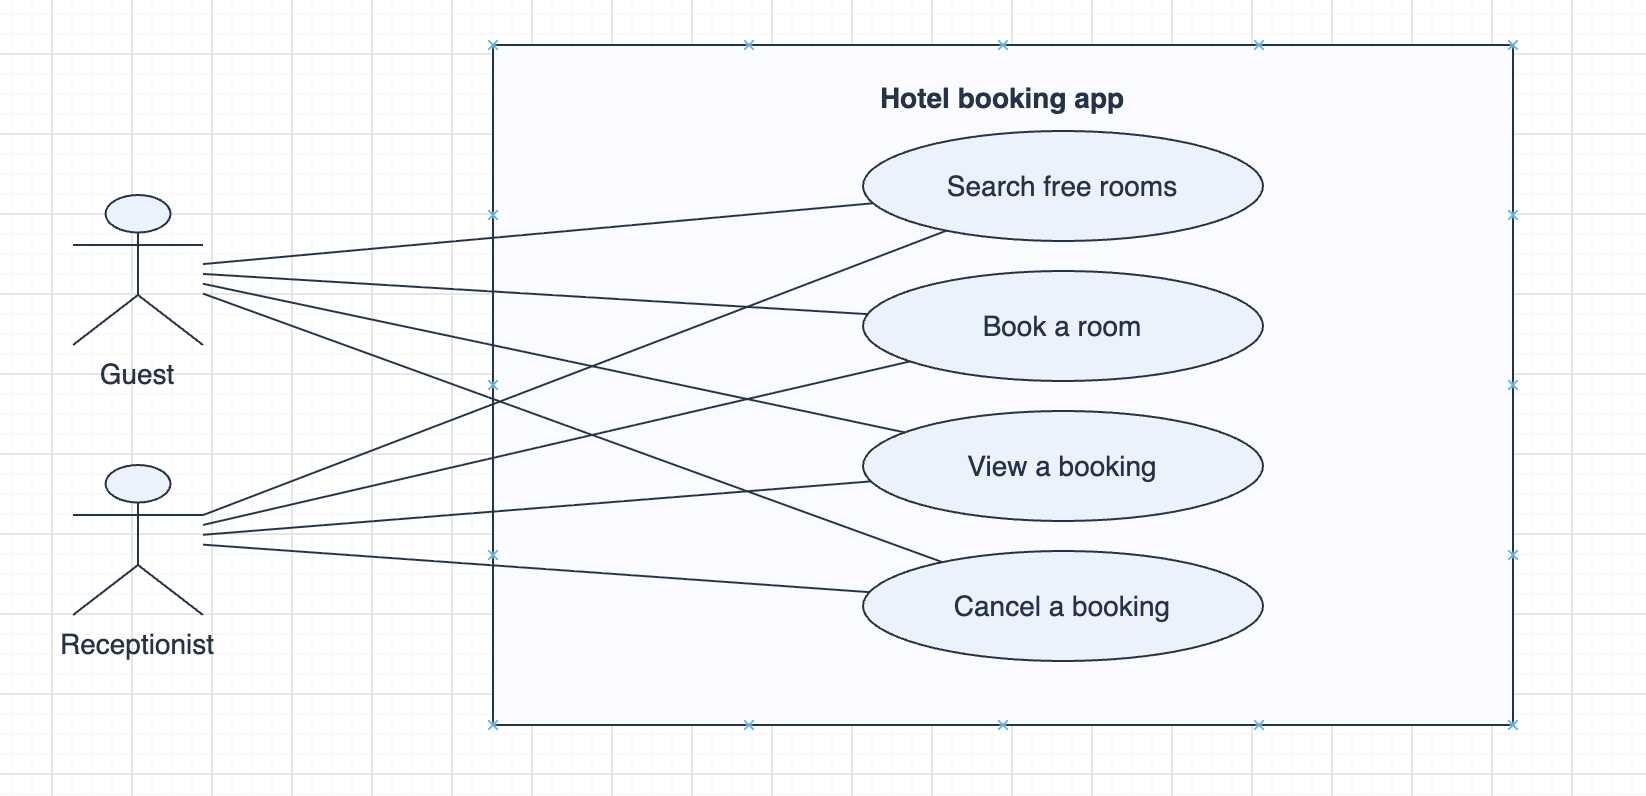 Hotel booking app
Search free rooms
Book a room
Guest
View a booking
Cancel a booking
Receptionist